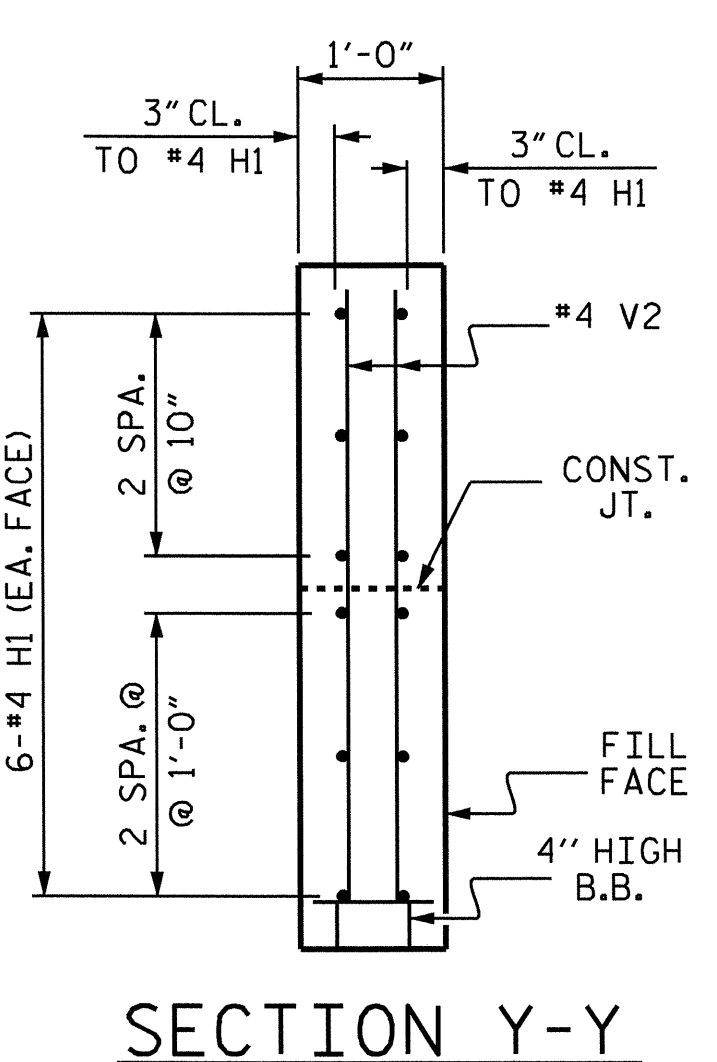 1'-0"
3" CL.
TO #4 H1
3" CL.
TO #4 H1
#4 V2
2 SPA.
@ 10"
CONST.
JT.
6-#4 H1 (EA. FACE)
2 SPA. @
@ 1'-0"
FILL
FACE
4'' HIGH
B.B.
SECTION Y-Y